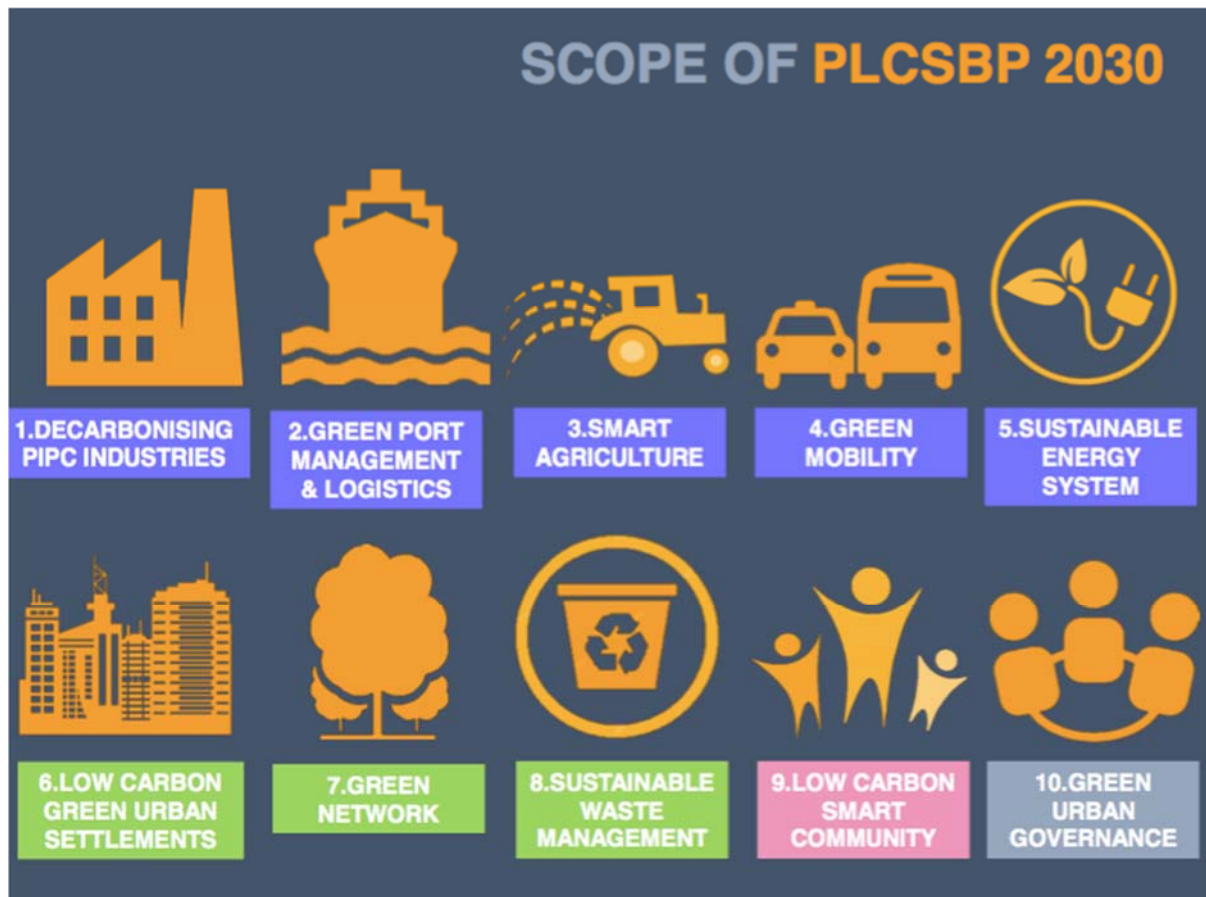 SCOPE OF PLCSBP 2030
1.DECARBONISING
PIPC INDUSTRIES
2.GREEN PORT
MANAGEMENT
& LOGISTICS
3.SMART
AGRICULTURE
4.GREEN
MOBILITY
5.SUSTAINABLE
ENERGY
SYSTEM
6.LOW CARBON
GREEN URBAN
SETTLEMENTS
7.GREEN
NETWORK
8.SUSTAINABLE
WASTE
MANAGEMENT
9.LOW CARBON
SMART
COMMUNITY
10.GREEN
URBAN
GOVERNANCE